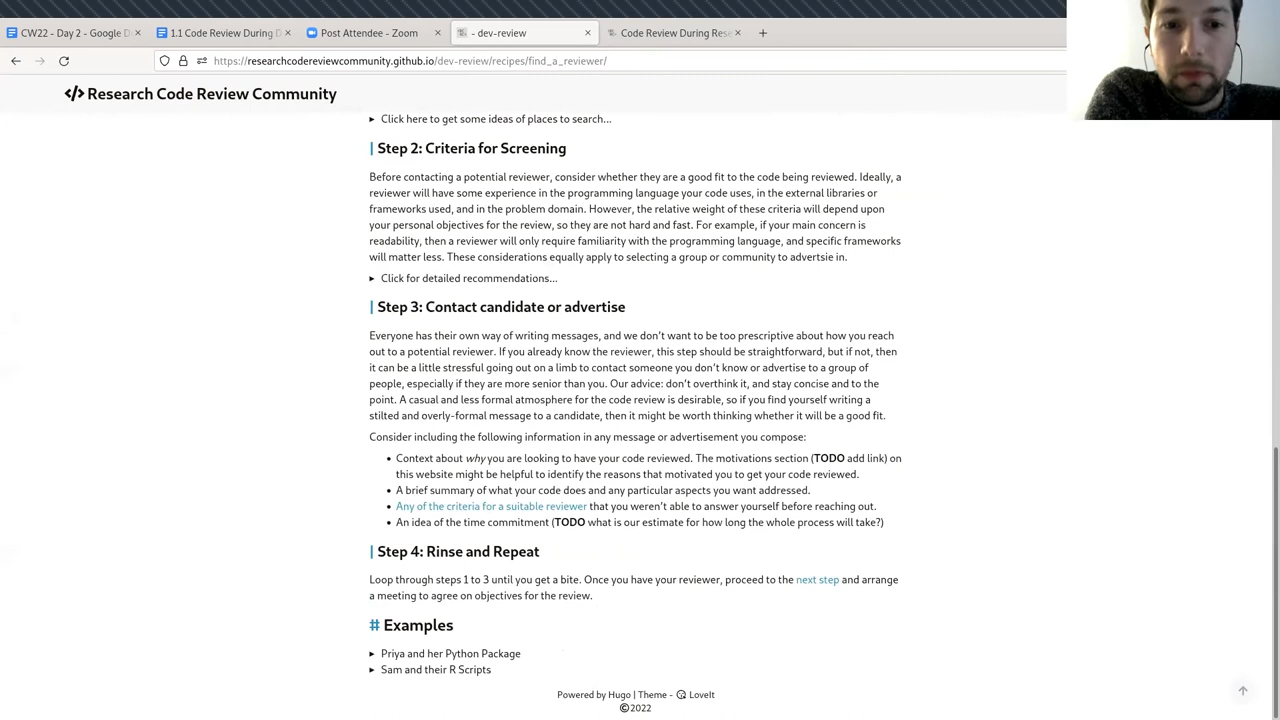 CW22 - Day 2 - Google D
1.1 Code Review During D
Post Attendee - Zoom
- dev-review
Code Review During Res
https://researchcodereviewcommunity.github.io/dev-review/recipes/find_a_reviewer/
Research Code Review Community
Click here to get some ideas of places to search...
Step 2: Criteria for Screening
Before contacting a potential reviewer, consider whether they are a good fit to the code being reviewed. Ideally, a
reviewer will have some experience in the programming language your code uses, in the external libraries or
frameworks used, and in the problem domain. However, the relative weight of these criteria will depend upon
your personal objectives for the review, so they are not hard and fast. For example, if your main concern is
readability, then a reviewer will only require familiarity with the programming language, and specific frameworks
will matter less. These considerations equally apply to selecting a group or community to advertsie in.
Click for detailed recommendations...
Step 3: Contact candidate or advertise
Everyone has their own way of writing messages, and we don't want to be too prescriptive about how you reach
out to a potential reviewer. If you already know the reviewer, this step should be straightforward, but if not, then
it can be a little stressful going out on a limb to contact someone you don't know or advertise to a group of
people, especially if they are more senior than you. Our advice: don't overthink it, and stay concise and to the
point. A casual and less formal atmosphere for the code review is desirable, so if you find yourself writing a
stilted and overly-formal message to a candidate, then it might be worth thinking whether it will be a good fit.
Consider including the following information in any message or advertisement you compose:
• Context about why you are looking to have your code reviewed. The motivations section (TODO add link) on
this website might be helpful to identify the reasons that motivated you to get your code reviewed.
• A brief summary of what your code does and any particular aspects you want addressed.
• Any of the criteria for a suitable reviewer that you weren't able to answer yourself before reaching out.
• An idea of the time commitment (TODO what is our estimate for how long the whole process will take?)
Step 4: Rinse and Repeat
Loop through steps 1 to 3 until you get a bite. Once you have your reviewer, proceed to the next step and arrange
a meeting to agree on objectives for the review.
# Examples
Priya and her Python Package
Sam and their R Scripts
Powered by Hugo | Theme - LoveIt
©2022